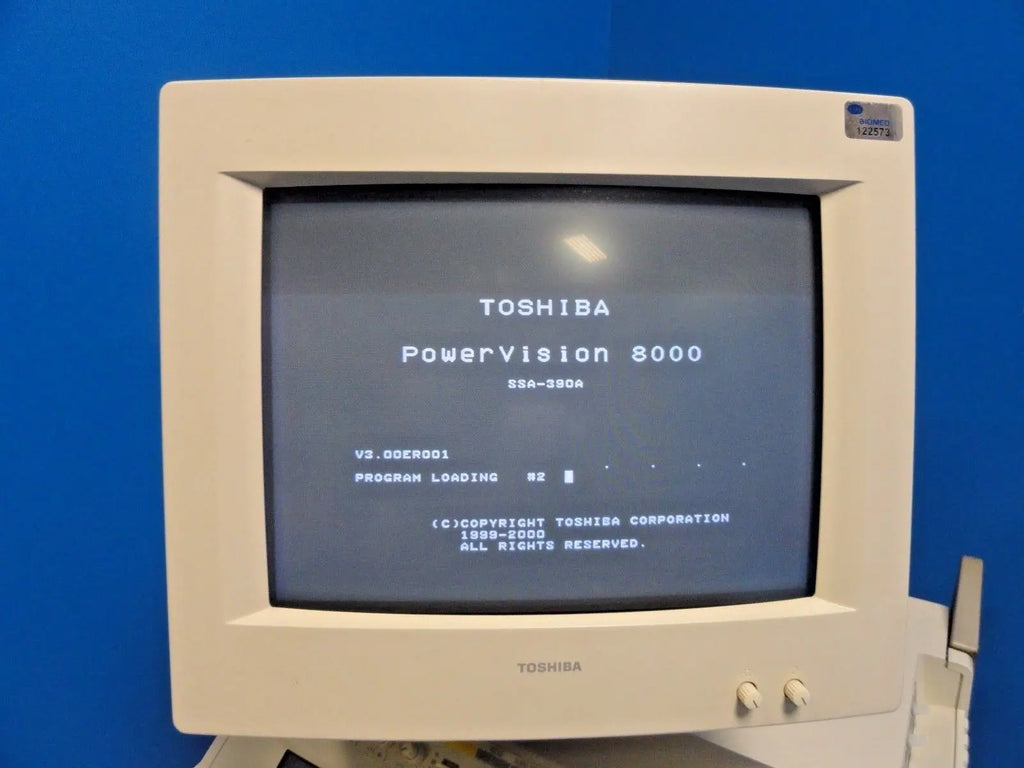 BIOMED
122573
TOSHIBA
PowerVision 8000
SSA-390A
V3.00ER001
PROGRAM LOADING #2
(C)COPYRIGHT TOSHIBA CORPORATION
1999-2000
ALL RIGHTS RESERVED.
TOSHIBA